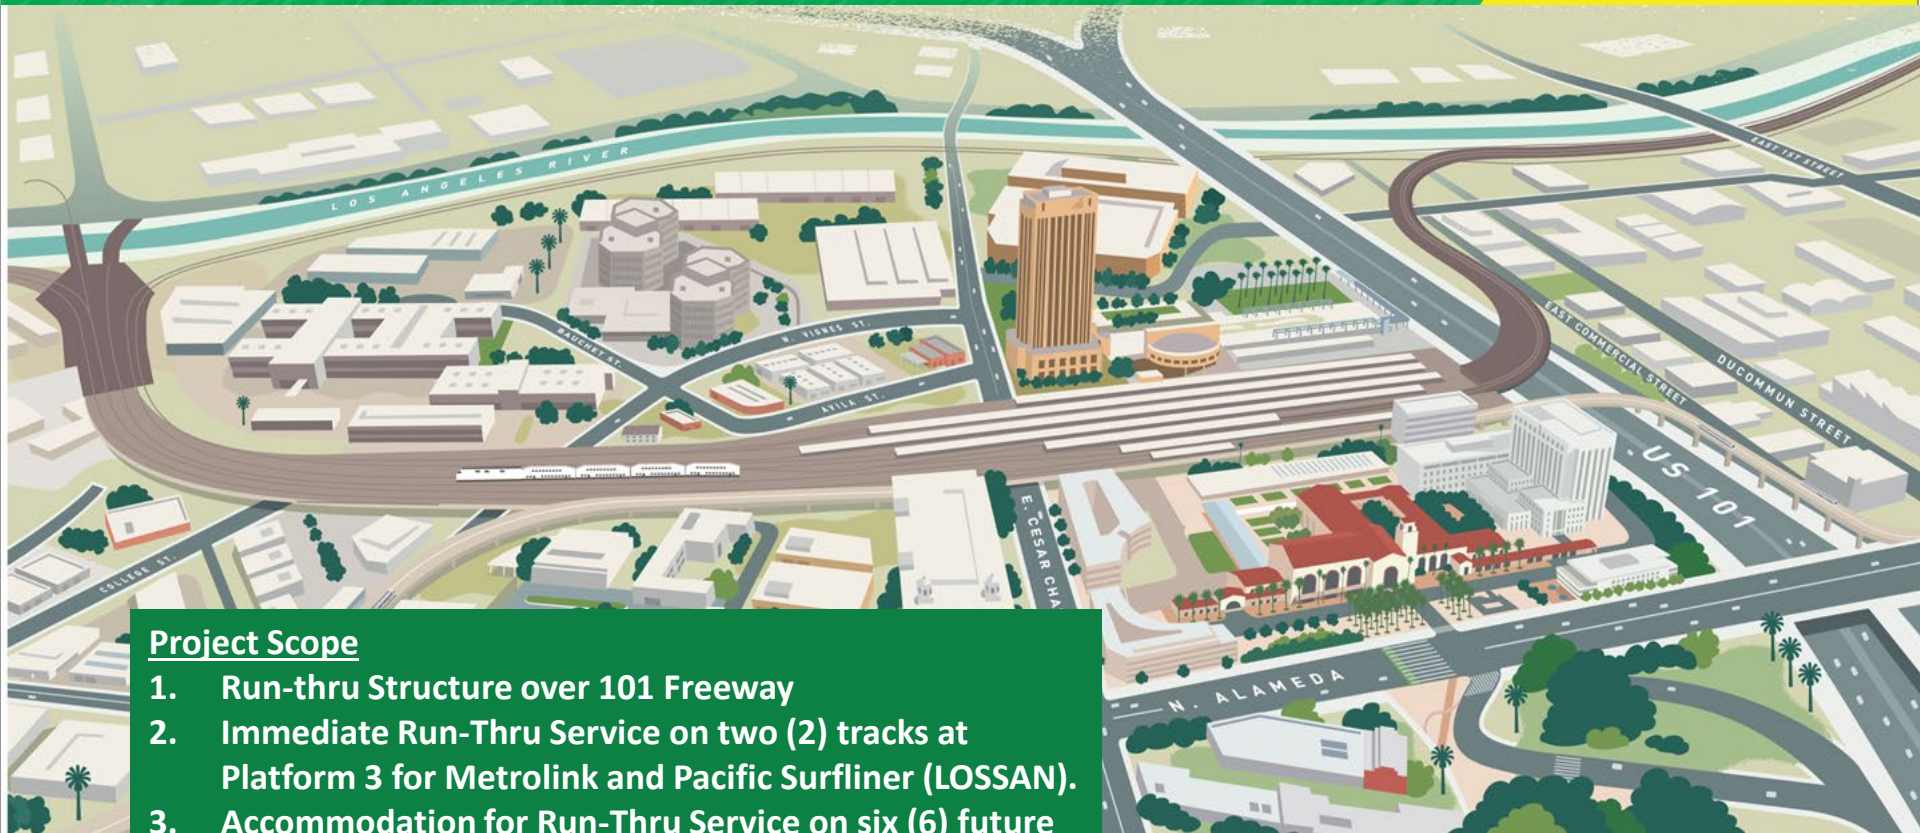 LOS ANGELES RIVER
EAST 1ST STREET
BAUCHET ST.
N. VIGNES ST.
AVILA ST.
EAST COMMERCIAL STREET
DUCOMMUN STREET
US 101
COLLEGE ST.
E. CESAR CHA
N. ALAMEDA
Project Scope
1. Run-thru Structure over 101 Freeway
2. Immediate Run-Thru Service on two (2) tracks at
Platform 3 for Metrolink and Pacific Surfliner (LOSSAN).
3. Accommodation for Run-Thru Service on six (6) future